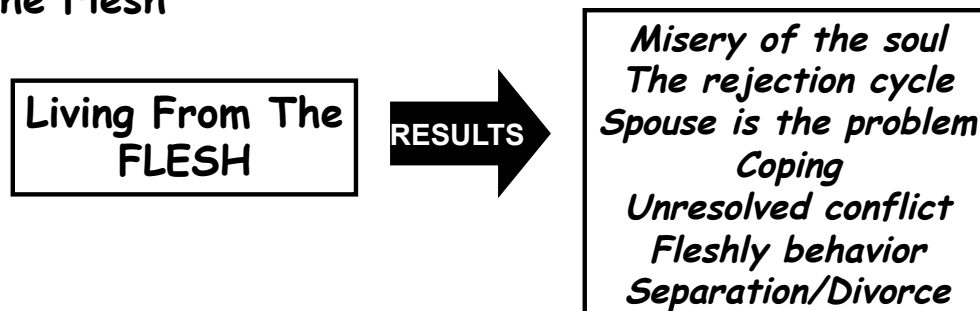 the Flesh
Living From The
FLESH
RESULTS
Misery of the soul
The rejection cycle
Spouse is the problem
Coping
Unresolved conflict
Fleshly behavior
Separation/Divorce